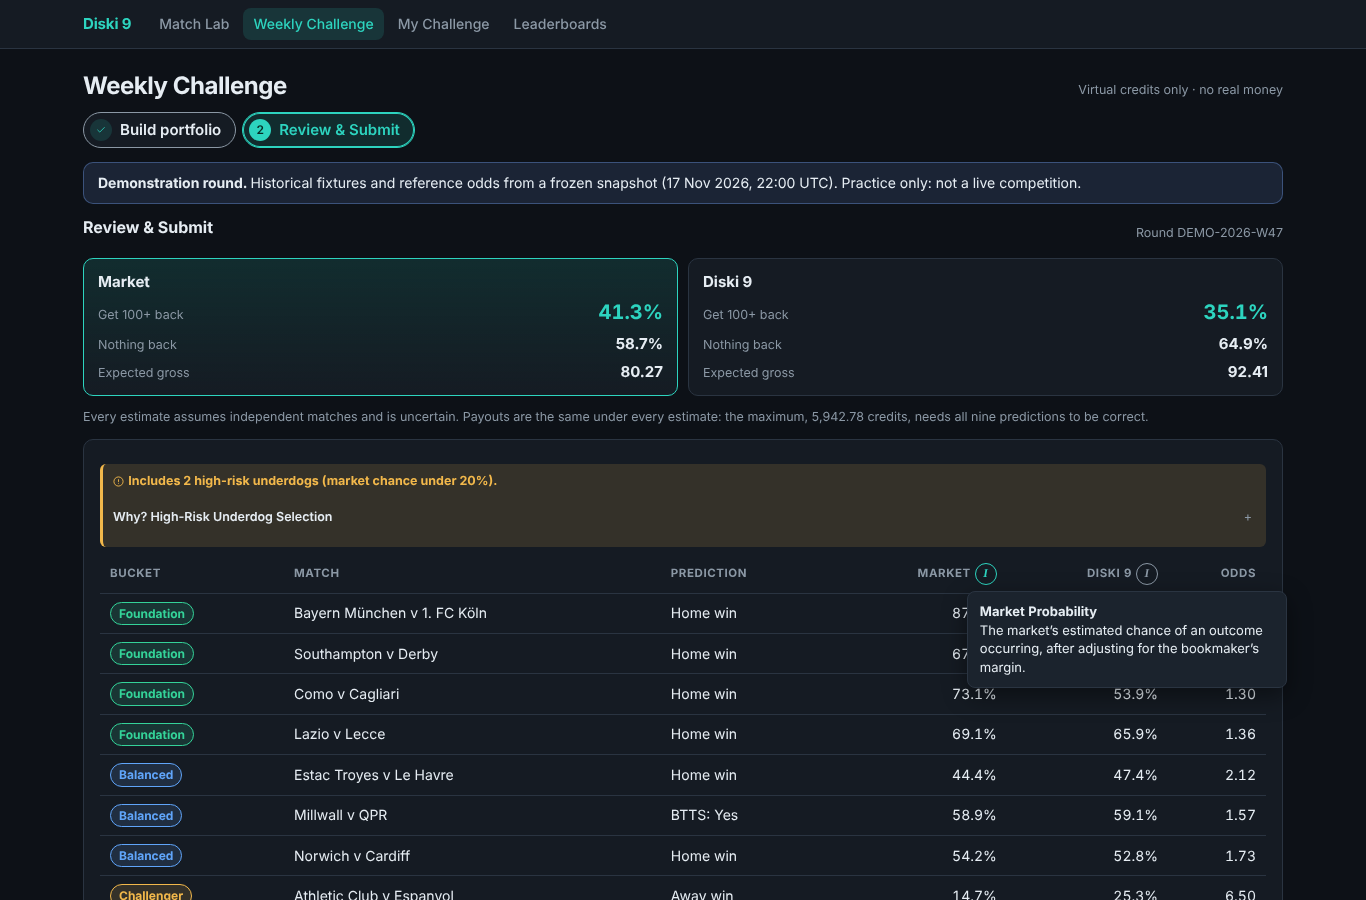 Diski 9 Match Lab Weekly Challenge My Challenge Leaderboards
Weekly Challenge
Virtual credits only · no real money
✓ Build portfolio
2 Review & Submit
Demonstration round. Historical fixtures and reference odds from a frozen snapshot (17 Nov 2026, 22:00 UTC). Practice only: not a live competition.
Review & Submit
Round DEMO-2026-W47
Market
Get 100+ back 41.3%
Nothing back 58.7%
Expected gross 80.27
Diski 9
Get 100+ back 35.1%
Nothing back 64.9%
Expected gross 92.41
Every estimate assumes independent matches and is uncertain. Payouts are the same under every estimate: the maximum, 5,942.78 credits, needs all nine predictions to be correct.
Includes 2 high-risk underdogs (market chance under 20%).
Why? High-Risk Underdog Selection +
BUCKET MATCH PREDICTION MARKET i DISKI 9 i ODDS
Foundation Bayern München v 1. FC Köln Home win 87
Foundation Southampton v Derby Home win 67
Market Probability
The market’s estimated chance of an outcome
occurring, after adjusting for the bookmaker’s
margin.
Foundation Como v Cagliari Home win 73.1% 53.9% 1.30
Foundation Lazio v Lecce Home win 69.1% 65.9% 1.36
Balanced Estac Troyes v Le Havre Home win 44.4% 47.4% 2.12
Balanced Millwall v QPR BTTS: Yes 58.9% 59.1% 1.57
Balanced Norwich v Cardiff Home win 54.2% 52.8% 1.73
Challenger Athletic Club v Espanyol Away win 14.7% 25.3% 6.50